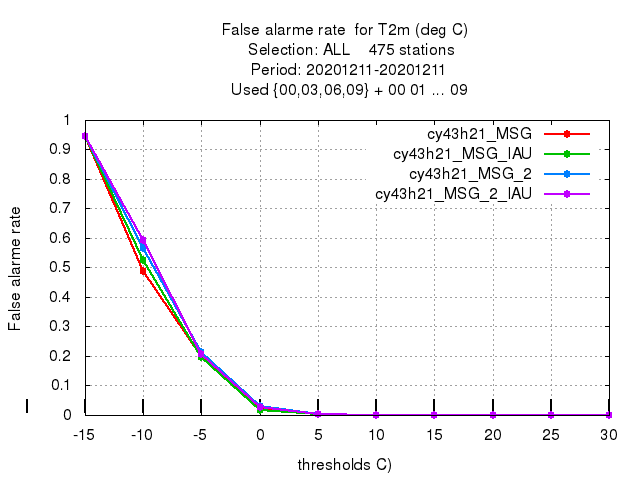 False alarme rate  for T2m (deg C)
Selection: ALL    475 stations
Period: 20201211-20201211
Used {00,03,06,09} + 00 01 ... 09
1
0.9
0.8
0.7
0.6
0.5
0.4
0.3
0.2
0.1
0
False alarme rate
cy43h21_MSG
cy43h21_MSG_IAU
cy43h21_MSG_2
cy43h21_MSG_2_IAU
-15 -10 -5 0 5 10 15 20 25 30
thresholds C)